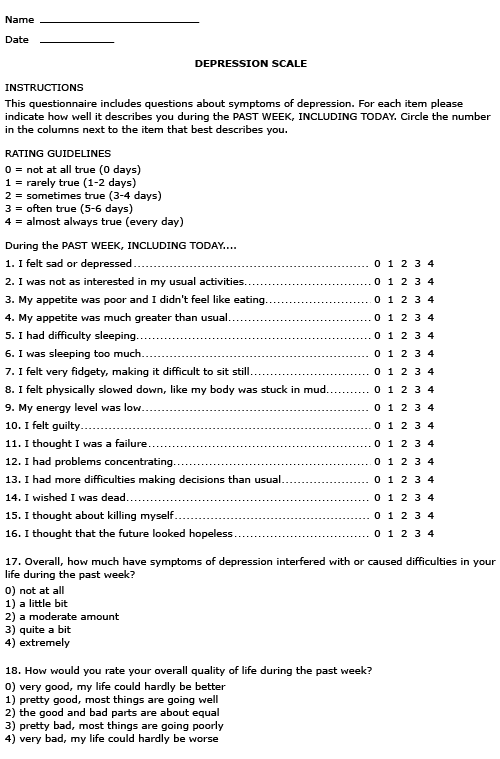 Name
Date
DEPRESSION SCALE
INSTRUCTIONS
This questionnaire includes questions about symptoms of depression. For each item please
indicate how well it describes you during the PAST WEEK, INCLUDING TODAY. Circle the number
in the columns next to the item that best describes you.
RATING GUIDELINES
0 = not at all true (0 days)
1 = rarely true (1-2 days)
2 = sometimes true (3-4 days)
3 = often true (5-6 days)
4 = almost always true (every day)
During the PAST WEEK, INCLUDING TODAY....
1. I felt sad or depressed 0 1 2 3 4
2. I was not as interested in my usual activities 0 1 2 3 4
3. My appetite was poor and I didn't feel like eating 0 1 2 3 4
4. My appetite was much greater than usual 0 1 2 3 4
5. I had difficulty sleeping 0 1 2 3 4
6. I was sleeping too much 0 1 2 3 4
7. I felt very fidgety, making it difficult to sit still 0 1 2 3 4
8. I felt physically slowed down, like my body was stuck in mud 0 1 2 3 4
9. My energy level was low 0 1 2 3 4
10. I felt guilty 0 1 2 3 4
11. I thought I was a failure 0 1 2 3 4
12. I had problems concentrating 0 1 2 3 4
13. I had more difficulties making decisions than usual 0 1 2 3 4
14. I wished I was dead 0 1 2 3 4
15. I thought about killing myself 0 1 2 3 4
16. I thought that the future looked hopeless 0 1 2 3 4
17. Overall, how much have symptoms of depression interfered with or caused difficulties in your
life during the past week?
0) not at all
1) a little bit
2) a moderate amount
3) quite a bit
4) extremely
18. How would you rate your overall quality of life during the past week?
0) very good, my life could hardly be better
1) pretty good, most things are going well
2) the good and bad parts are about equal
3) pretty bad, most things are going poorly
4) very bad, my life could hardly be worse